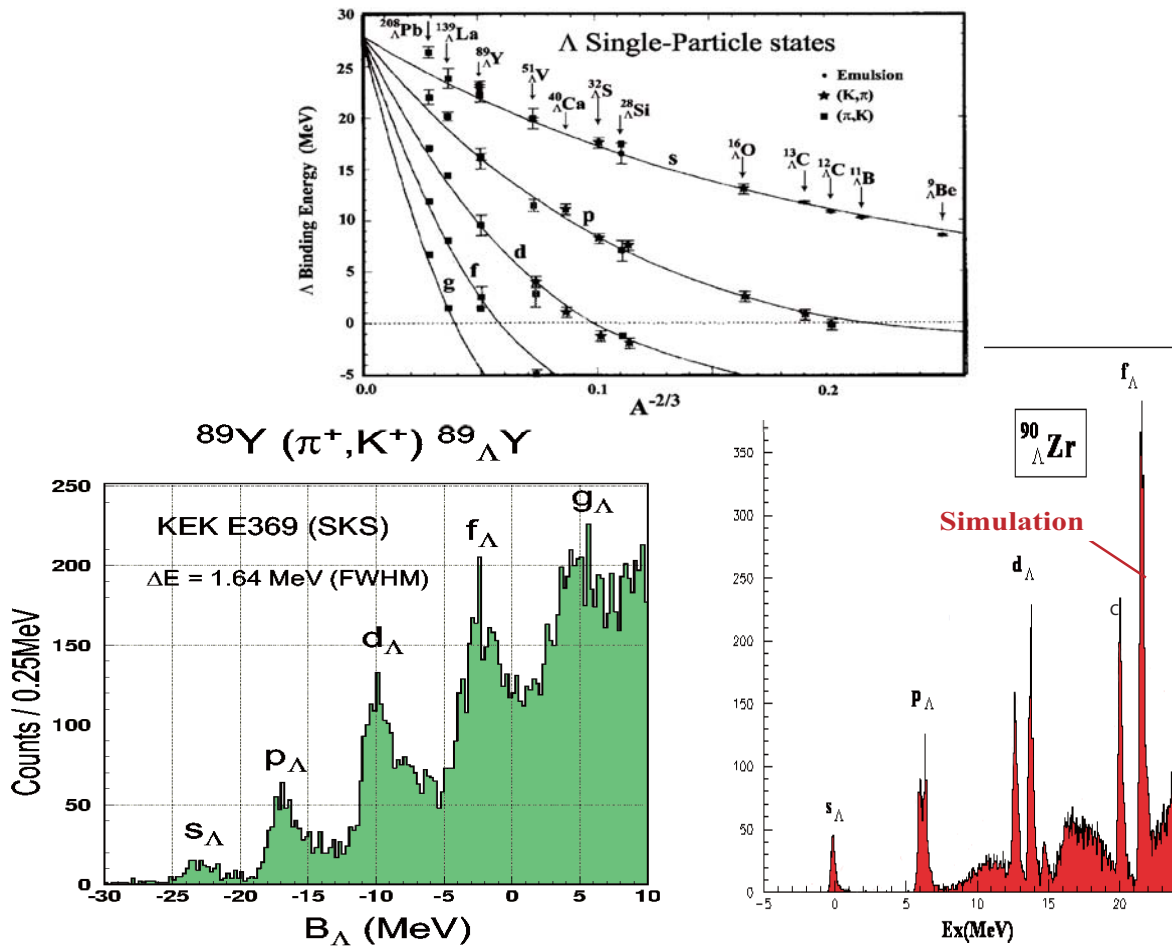 Λ Single-Particle states
Λ Binding Energy (MeV)
30
25
20
15
10
5
0
-5
²⁰⁸ΛPb
¹³⁹ΛLa
⁸⁹ΛY
⁵¹ΛV
⁴⁰ΛCa
³²ΛS
²⁸ΛSi
¹⁶ΛO
¹³ΛC
¹²ΛC
¹¹ΛB
⁹ΛBe
Emulsion
(K,π)
(π,K)
s
p
d
f
g
0.0 0.1 0.2
A⁻²/³
⁸⁹Y (π⁺,K⁺) ⁸⁹ΛY
Counts / 0.25MeV
250
200
150
100
50
0
KEK E369 (SKS)
ΔE = 1.64 MeV (FWHM)
sΛ
pΛ
dΛ
fΛ
gΛ
-30 -25 -20 -15 -10 -5 0 5 10
BΛ (MeV)
⁹⁰ΛZr
Simulation
350
300
250
200
150
100
50
0
sΛ
pΛ
dΛ
C
fΛ
-5 0 5 10 15 20
Ex(MeV)